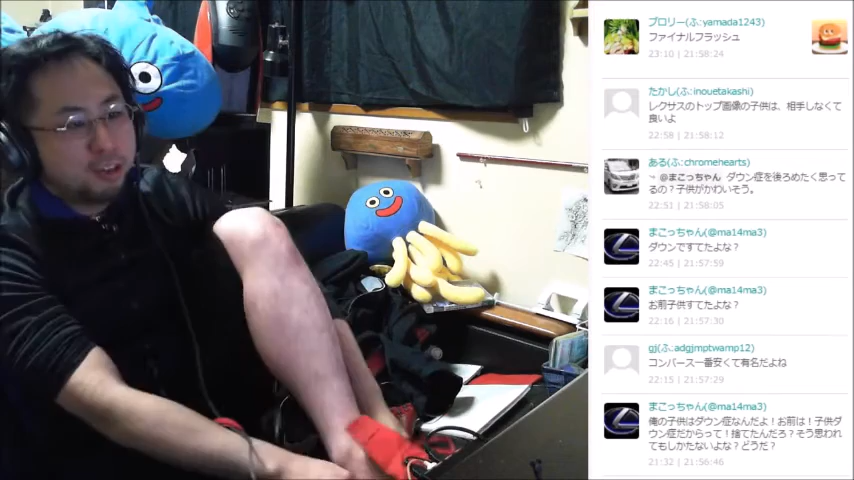 ブロリー(ふ:yamada1243)
ファイナルフラッシュ
23:10 | 21:58:24
たかし(ふ:inouetakashi)
レクサスのトップ画像の子供は、相手しなくて
良いよ
22:58 | 21:58:12
ある(ふ:chromehearts)
@まこっちゃん ダウン症を後ろめたく思って
るの？子供がかわいそう。
22:51 | 21:58:05
まこっちゃん(@ma14ma3)
ダウンですてたよな？
22:45 | 21:57:59
まこっちゃん(@ma14ma3)
お前子供すてたよな？
22:16 | 21:57:30
gj(ふ:adgjmptwamp12)
コンバース一番安くて有名だよね
22:15 | 21:57:29
まこっちゃん(@ma14ma3)
俺の子供はダウン症なんだよ！お前は！子供ダ
ウン症だからって！捨てたんだろ？そう思われ
てもしかたないよな？どうだ？
21:32 | 21:56:46